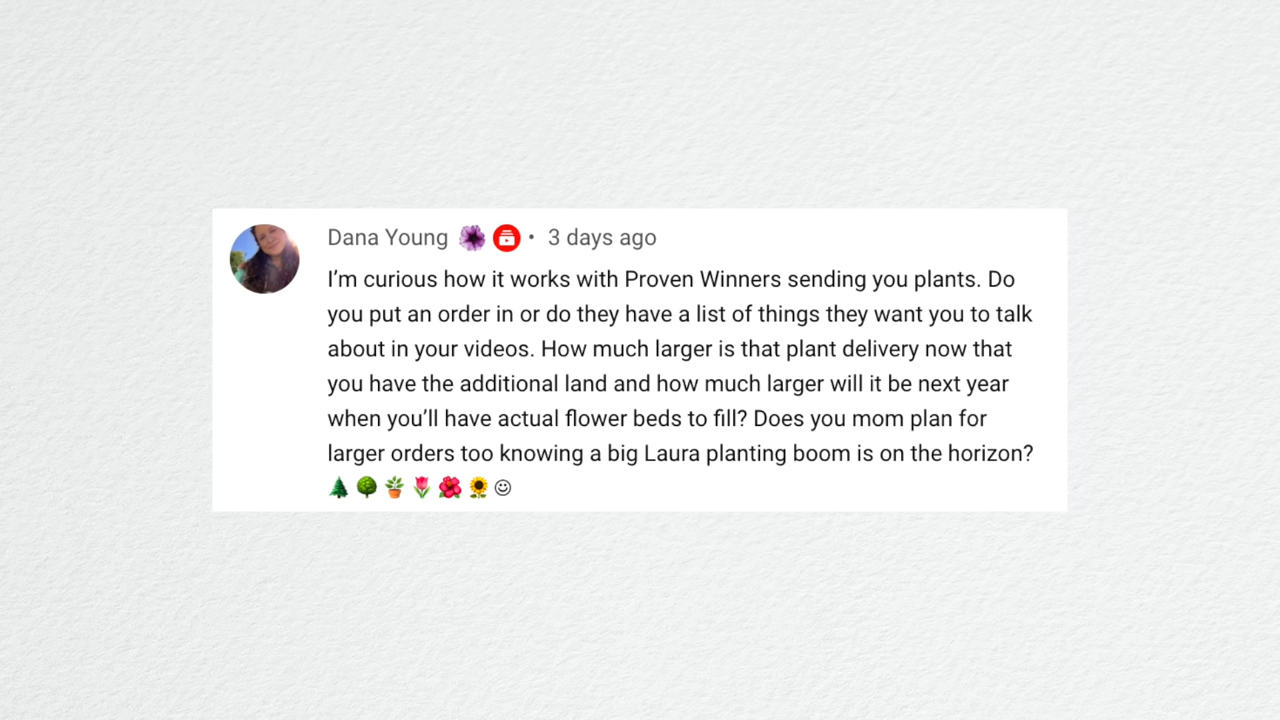 Dana Young • 3 days ago
I’m curious how it works with Proven Winners sending you plants. Do
you put an order in or do they have a list of things they want you to talk
about in your videos. How much larger is that plant delivery now that
you have the additional land and how much larger will it be next year
when you’ll have actual flower beds to fill? Does you mom plan for
larger orders too knowing a big Laura planting boom is on the horizon?
🌲🌳🪴🌷🌺🌻☺